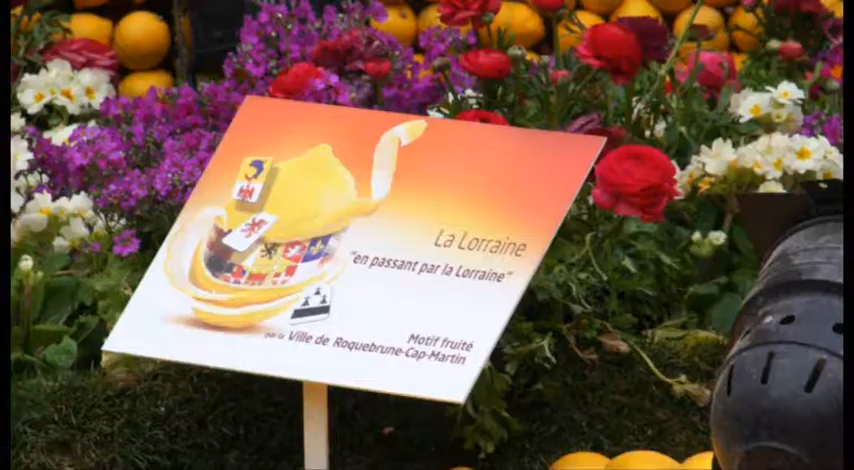 La Lorraine
"en passant par la Lorraine"
Motif fruité
par la Ville de Roquebrune-Cap-Martin